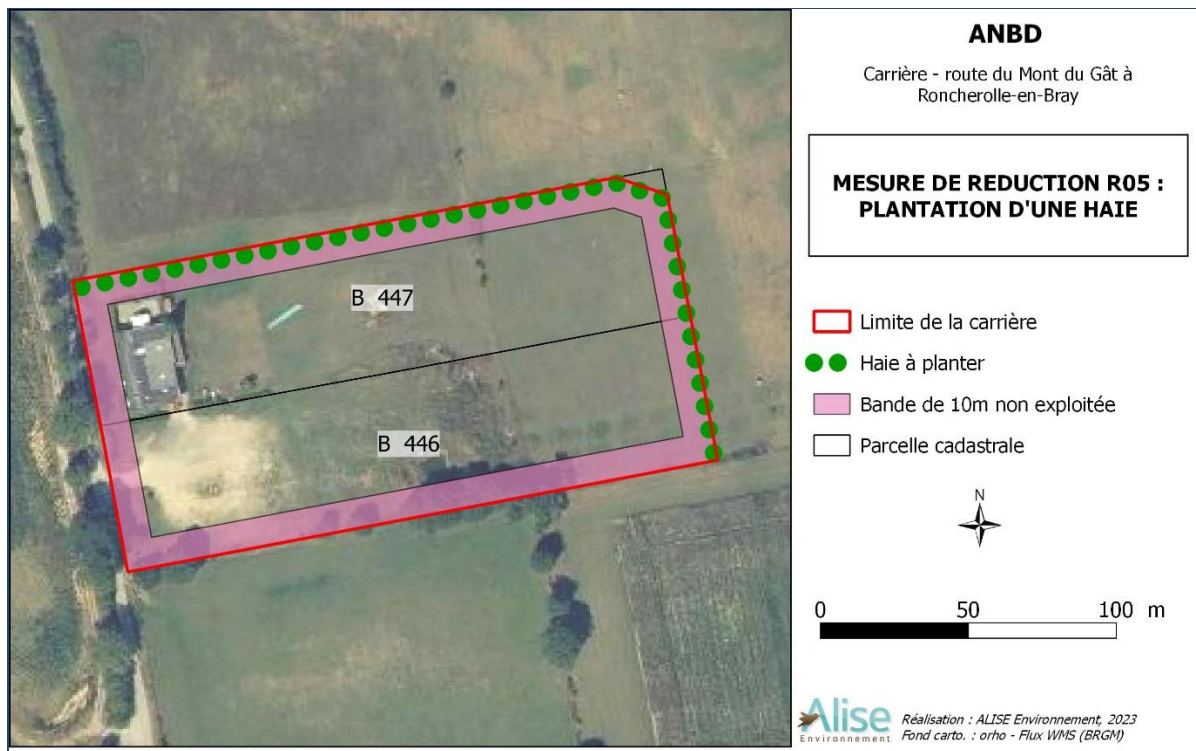 ANBD
Carrière - route du Mont du Gât à
Roncherolle-en-Bray
MESURE DE REDUCTION R05 :
PLANTATION D'UNE HAIE
B 447
B 446
Limite de la carrière
Haie à planter
Bande de 10m non exploitée
Parcelle cadastrale
N
0 50 100 m
Alise
Environnement
Réalisation : ALISE Environnement, 2023
Fond carto. : orho - Flux WMS (BRGM)